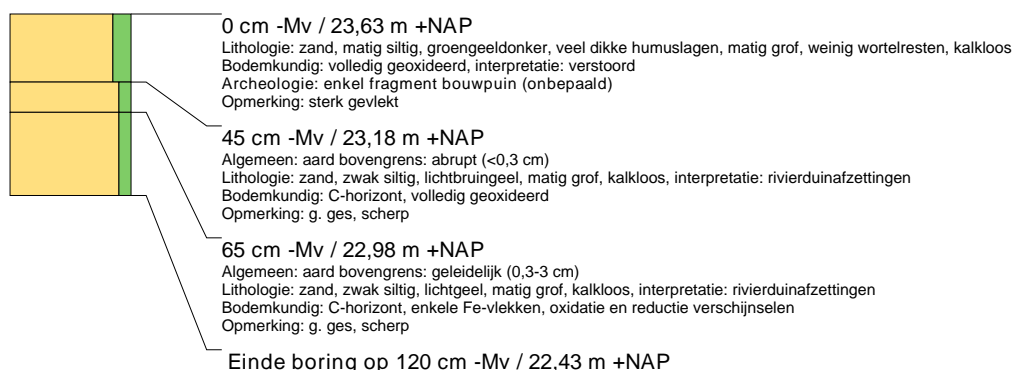 0 cm -Mv / 23,63 m +NAP
Lithologie: zand, matig siltig, groengeeldonker, veel dikke humuslagen, matig grof, weinig wortelresten, kalkloos
Bodemkundig: volledig geoxideerd, interpretatie: verstoord
Archeologie: enkel fragment bouwpuin (onbepaald)
Opmerking: sterk gevlekt
45 cm -Mv / 23,18 m +NAP
Algemeen: aard bovengrens: abrupt (<0,3 cm)
Lithologie: zand, zwak siltig, lichtbruingeel, matig grof, kalkloos, interpretatie: rivierduinafzettingen
Bodemkundig: C-horizont, volledig geoxideerd
Opmerking: g. ges, scherp
65 cm -Mv / 22,98 m +NAP
Algemeen: aard bovengrens: geleidelijk (0,3-3 cm)
Lithologie: zand, zwak siltig, lichtgeel, matig grof, kalkloos, interpretatie: rivierduinafzettingen
Bodemkundig: C-horizont, enkele Fe-vlekken, oxidatie en reductie verschijnselen
Opmerking: g. ges, scherp
Einde boring op 120 cm -Mv / 22,43 m +NAP